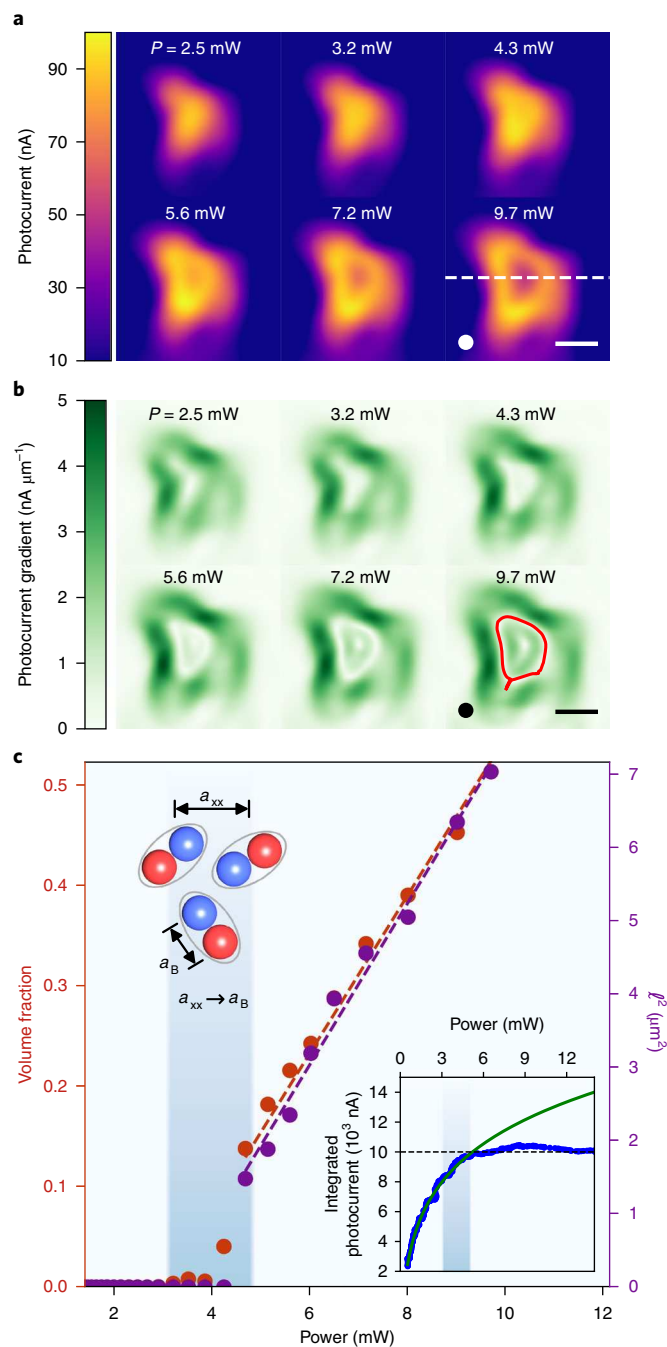 a
P = 2.5 mW 3.2 mW 4.3 mW
5.6 mW 7.2 mW 9.7 mW
Photocurrent (nA)
90
75
50
30
10
b
P = 2.5 mW 3.2 mW 4.3 mW
5.6 mW 7.2 mW 9.7 mW
Photocurrent gradient (nA μm⁻¹)
5
4
3
2
1
0
c
Volume fraction
0.5
0.4
0.3
0.2
0.1
0.0
a_xx
a_B
a_xx → a_B
ℓ² (μm²)
7
6
5
4
3
2
1
0
Power (mW)
0 3 6 9 12
Integrated
photocurrent (10³ nA)
14
12
10
8
6
4
2
2 4 6 8 10 12
Power (mW)